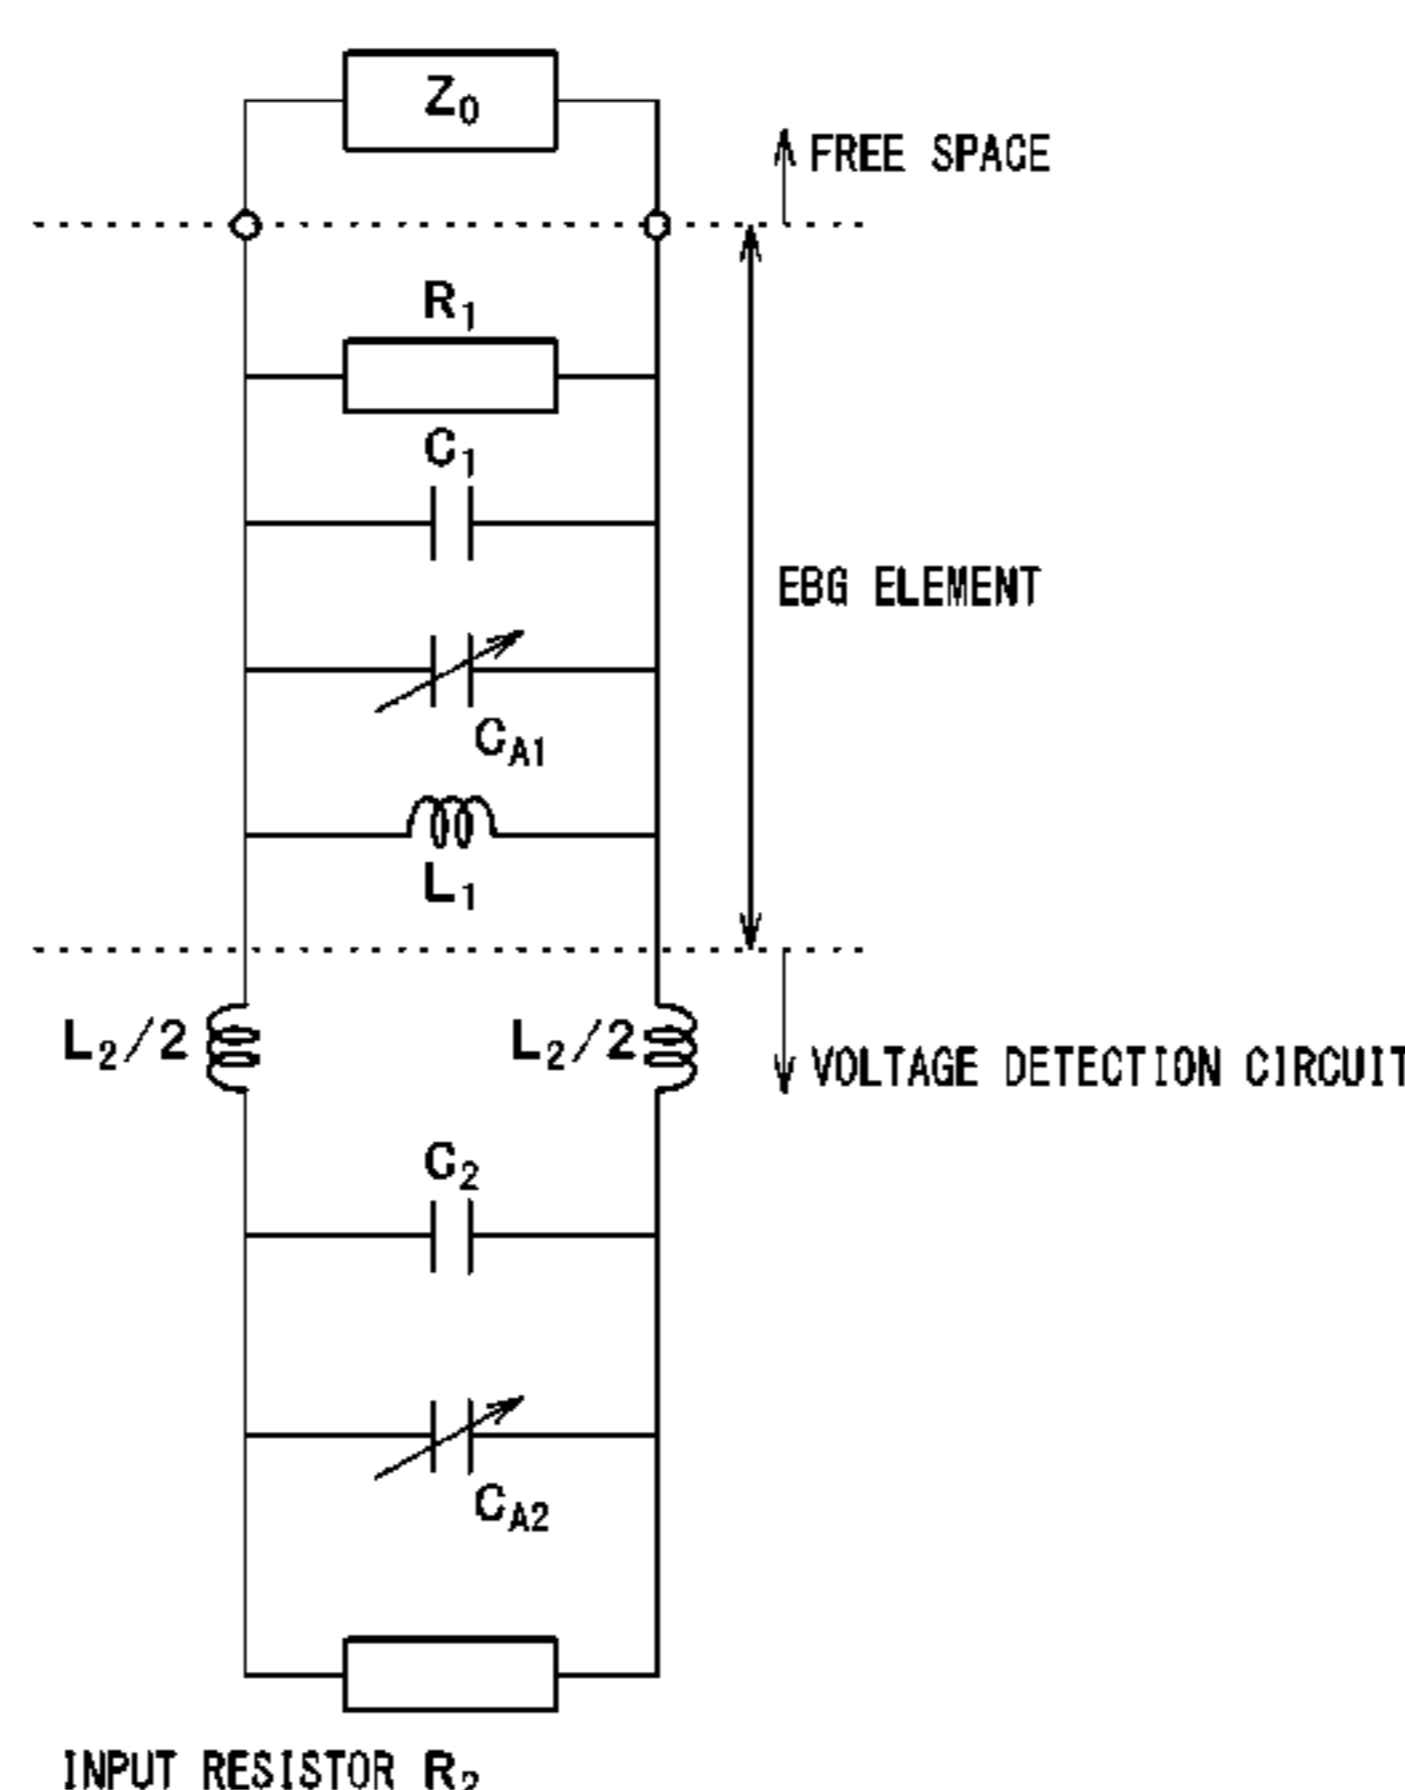 Z0
FREE SPACE
R1
C1
EBG ELEMENT
CA1
L1
L2/2
L2/2
VOLTAGE DETECTION CIRCUIT
C2
CA2
INPUT RESISTOR R2